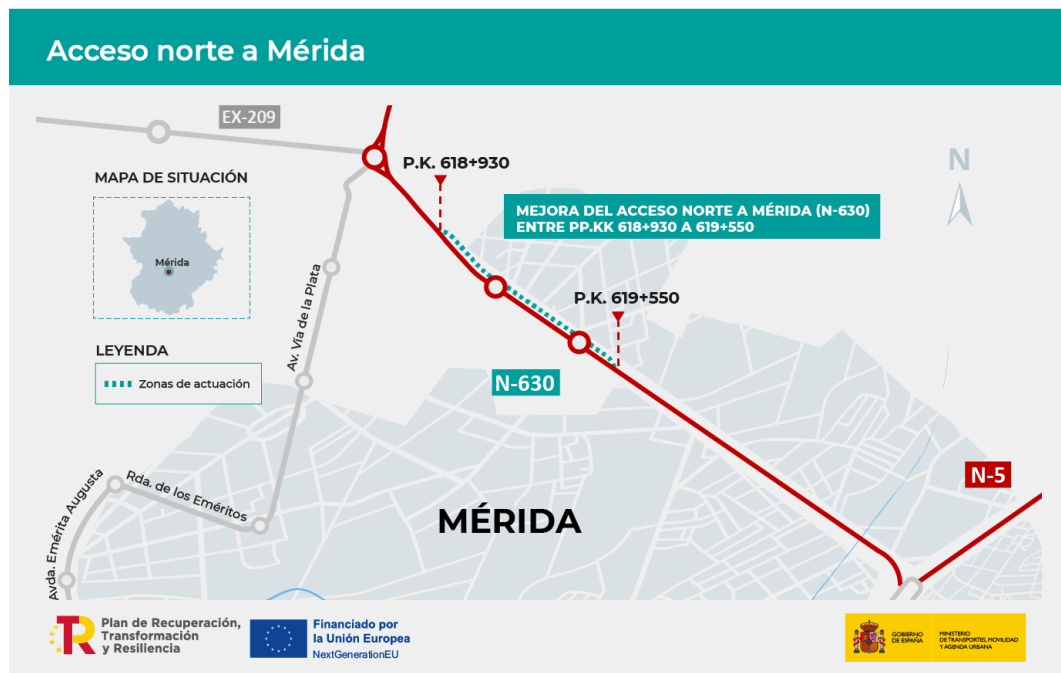 Acceso norte a Mérida
EX-209
P.K. 618+930
N
MAPA DE SITUACIÓN
MEJORA DEL ACCESO NORTE A MÉRIDA (N-630)
ENTRE PP.KK 618+930 A 619+550
Mérida
Av. Vía de la Plata
P.K. 619+550
LEYENDA
Zonas de actuación
N-630
N-5
Rda. de los Eméritos
Avda. Emérita Augusta
MÉRIDA
Plan de Recuperación,
Transformación
y Resiliencia
Financiado por
la Unión Europea
NextGenerationEU
GOBIERNO
DE ESPAÑA
MINISTERIO
DE TRANSPORTES, MOVILIDAD
Y AGENDA URBANA